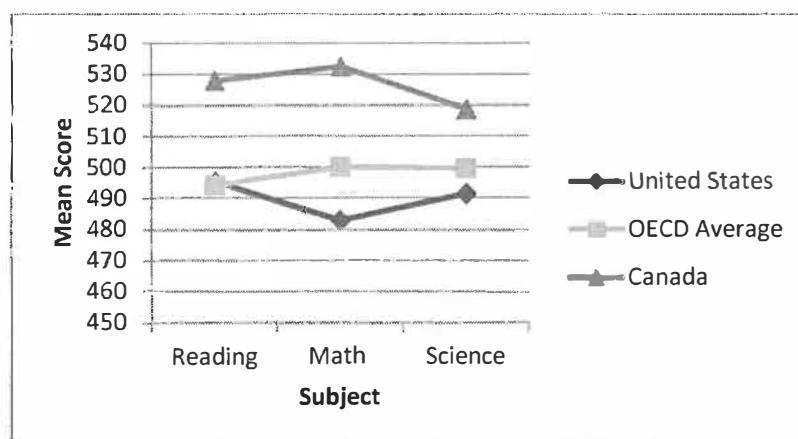 540
530
520
510
500
490
480
470
460
450
Mean Score
Reading Math Science
Subject
United States
OECD Average
Canada